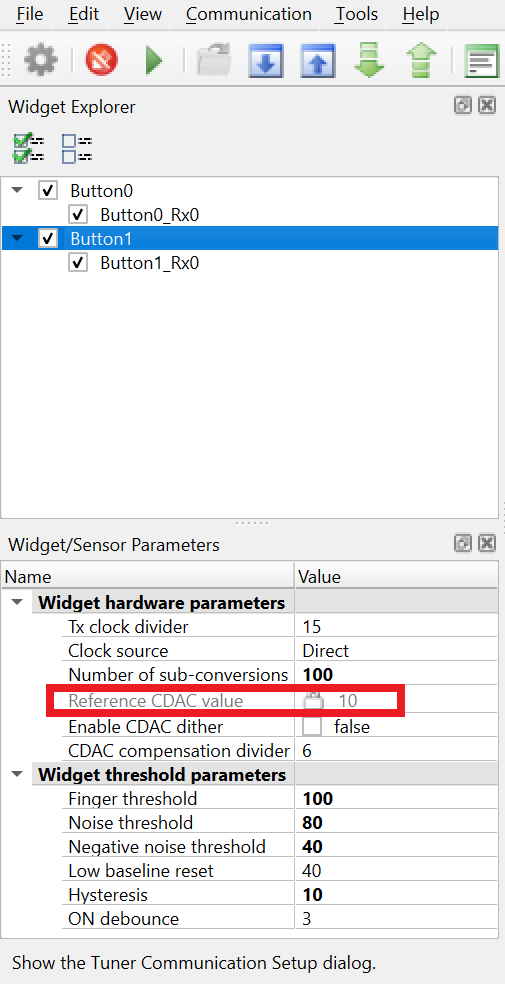 File Edit View Communication Tools Help
Widget Explorer
Button0
Button0_Rx0
Button1
Button1_Rx0
Widget/Sensor Parameters
Name Value
Widget hardware parameters
Tx clock divider 15
Clock source Direct
Number of sub-conversions 100
Reference CDAC value 10
Enable CDAC dither false
CDAC compensation divider 6
Widget threshold parameters
Finger threshold 100
Noise threshold 80
Negative noise threshold 40
Low baseline reset 40
Hysteresis 10
ON debounce 3
Show the Tuner Communication Setup dialog.